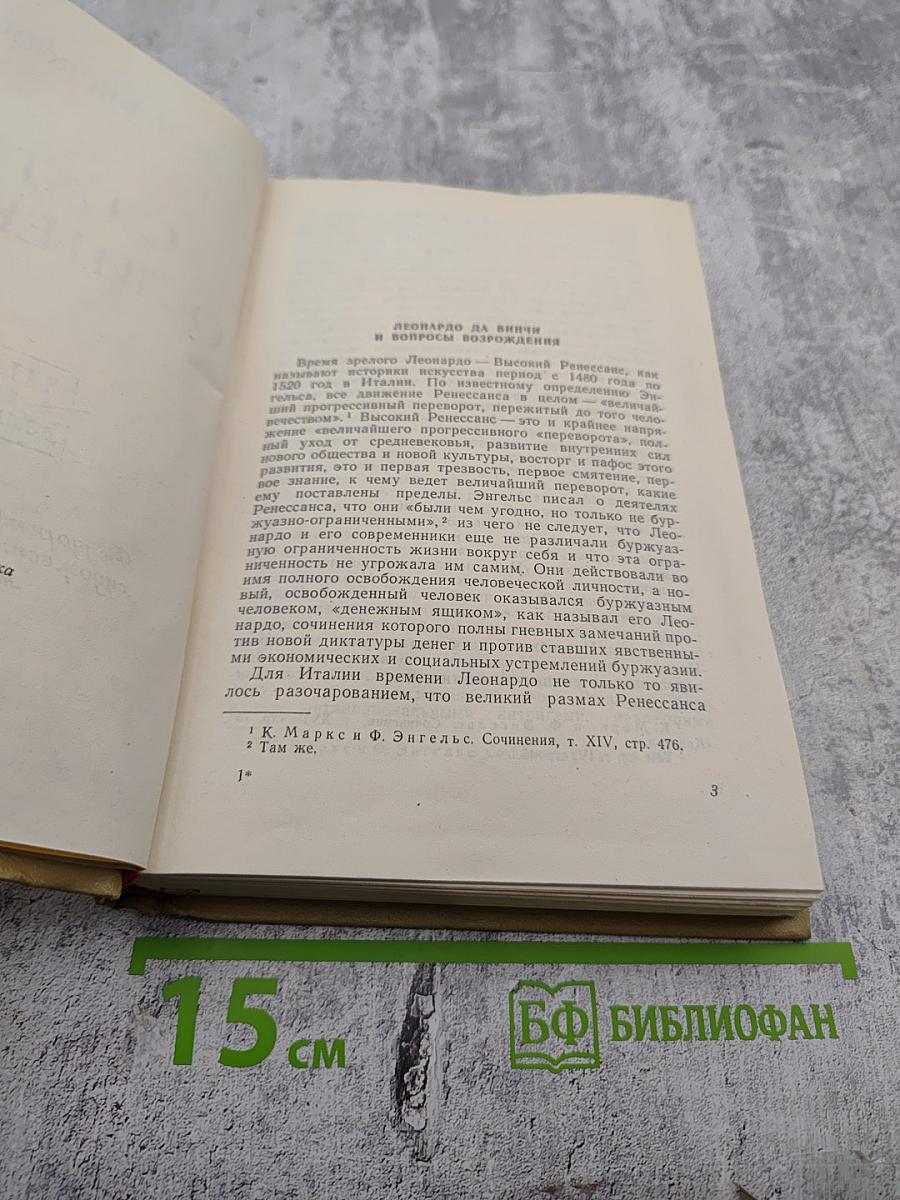 ка
ЛЕОНАРДО ДА ВИНЧИ
И ВОПРОСЫ ВОЗРОЖДЕНИЯ
Время зрелого Леонардо — Высокий Ренессанс, как
называют историки искусства период с 1480 года по
1520 год в Италии. По известному определению Эн-
гельса, все движение Ренессанса в целом — «величай-
ший прогрессивный переворот, пережитый до того чело-
вечеством».¹ Высокий Ренессанс — это и крайнее напря-
жение «величайшего прогрессивного «переворота», пол-
ный уход от средневековья, развитие внутренних сил
нового общества и новой культуры, восторг и пафос этого
развития, это и первая трезвость, первое смятение, пер-
вое знание, к чему ведет величайший переворот, какие
ему поставлены пределы. Энгельс писал о деятелях
Ренессанса, что они «были чем угодно, но только не бур-
жуазно-ограниченными»,² из чего не следует, что Лео-
нардо и его современники еще не различали буржуаз-
ную ограниченность жизни вокруг себя и что эта огра-
ниченность не угрожала им самим. Они действовали во
имя полного освобождения человеческой личности, а но-
вый, освобожденный человек оказывался буржуазным
человеком, «денежным ящиком», как называл его Лео-
нардо, сочинения которого полны гневных замечаний про-
тив новой диктатуры денег и против ставших явственны-
ми экономических и социальных устремлений буржуазии.
Для Италии времени Леонардо не только то яви-
лось разочарованием, что великий размах Ренессанса
¹ К. Маркс и Ф. Энгельс. Сочинения, т. XIV, стр. 476.
² Там же.
1*
3
15 см
БФ БИБЛИОФАН